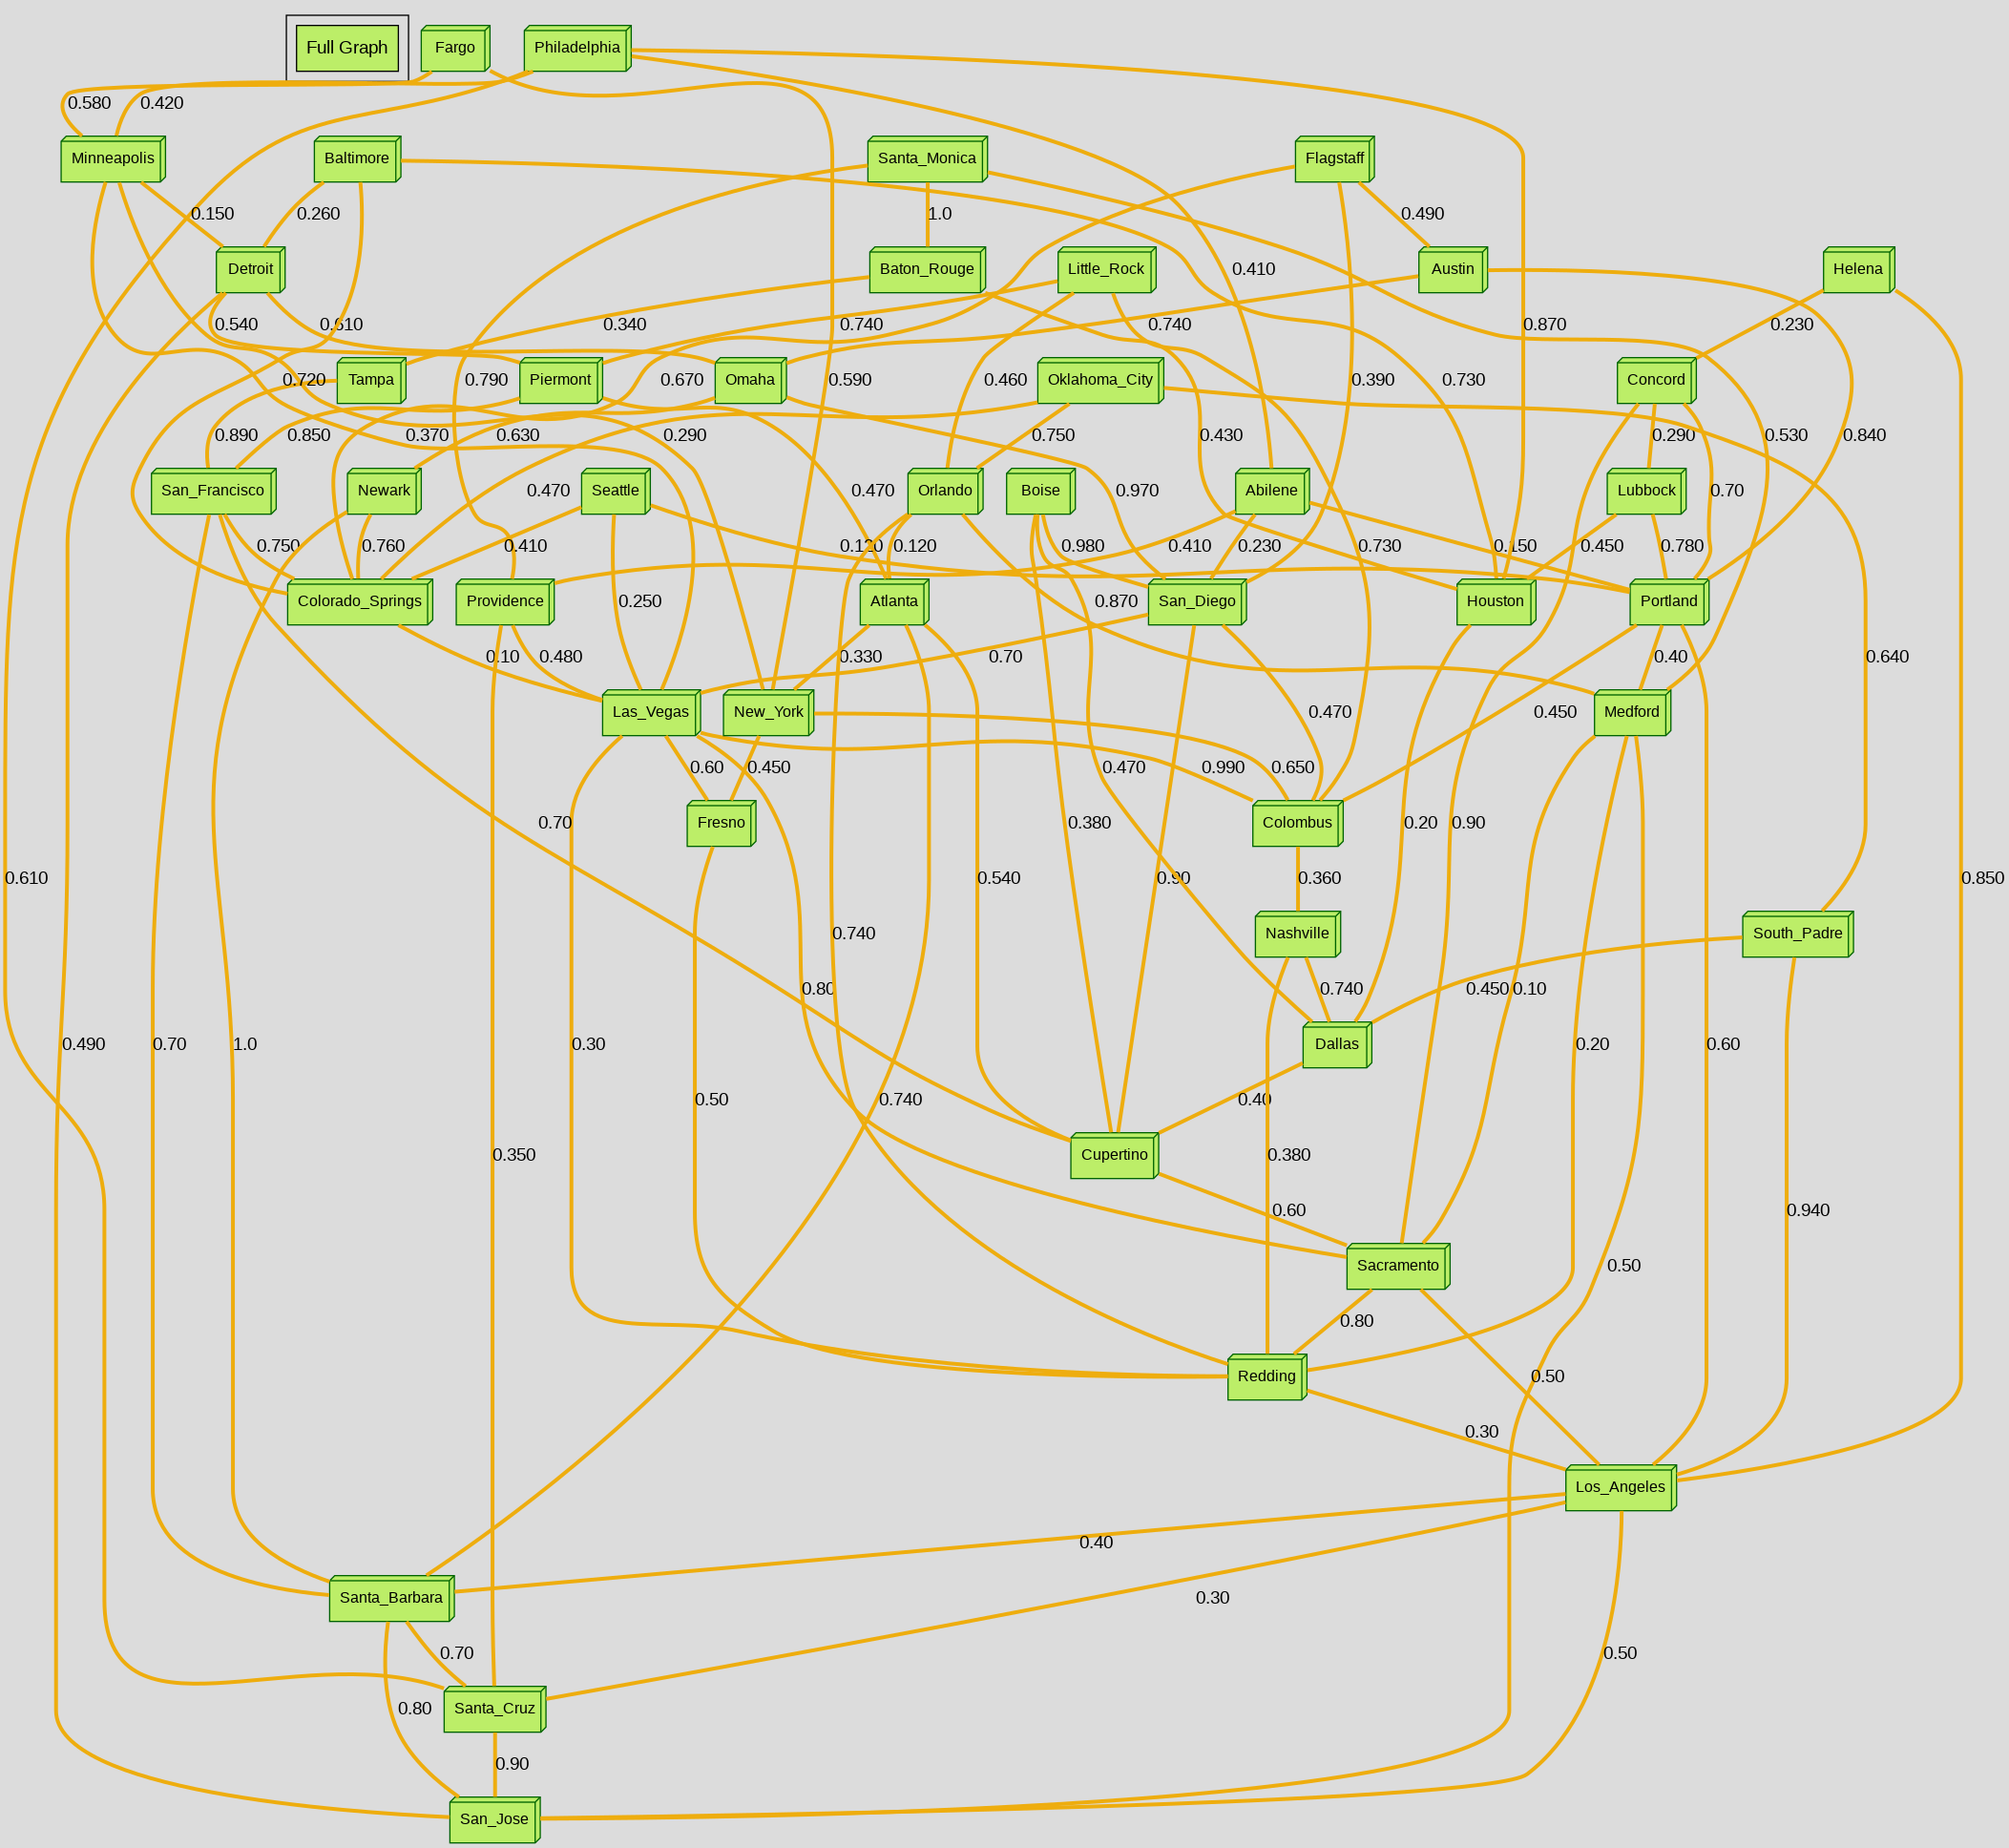 Full Graph
Fargo
Philadelphia
0.580
0.420
Minneapolis
Baltimore
Santa_Monica
Flagstaff
0.150
0.260
1.0
0.490
Detroit
Baton_Rouge
Little_Rock
0.410
Austin
Helena
0.540
0.610
0.340
0.740
0.740
0.870
0.230
0.720
Tampa
0.790
Piermont
0.670
Omaha
0.590
0.460
Oklahoma_City
0.390
0.730
Concord
0.890
0.850
0.370
0.630
0.290
0.750
0.430
0.290
0.530
0.840
San_Francisco
Newark
0.470
Seattle
0.470
Orlando
Boise
0.970
Abilene
Lubbock
0.70
0.750
0.760
0.410
0.120
0.120
0.980
0.410
0.230
0.730
0.150
0.450
0.780
Colorado_Springs
Providence
0.250
Atlanta
0.870
San_Diego
Houston
Portland
0.10
0.480
0.330
0.70
0.40
0.640
Las_Vegas
New_York
0.470
0.450
Medford
0.60
0.450
0.470
0.990
0.650
0.70
Fresno
0.380
Colombus
0.20
0.90
0.610
0.540
0.90
0.360
0.850
0.740
Nashville
South_Padre
0.80
0.740
0.450
0.10
0.490
0.70
1.0
0.30
Dallas
0.20
0.60
0.50
0.740
0.40
0.350
Cupertino
0.380
0.60
0.940
Sacramento
0.50
0.80
Redding
0.50
0.30
Los_Angeles
0.40
Santa_Barbara
0.30
0.70
0.50
0.80
Santa_Cruz
0.90
San_Jose